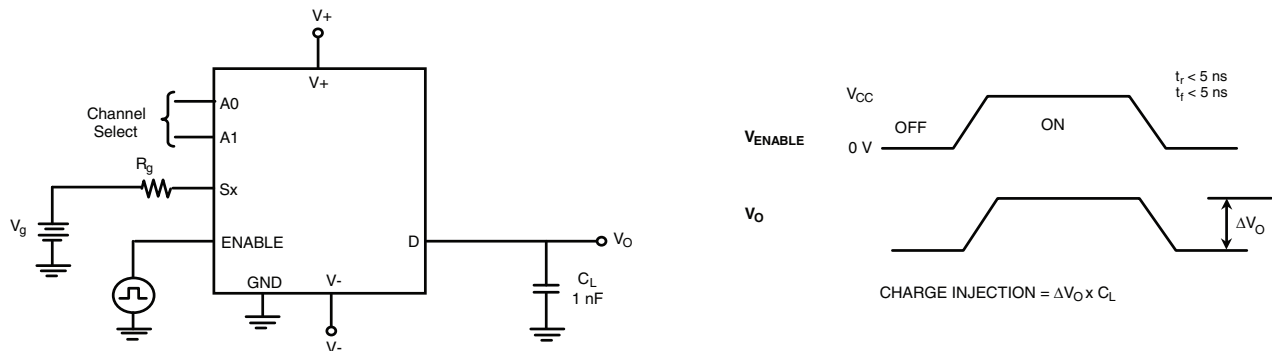 V+
V+
Channel
Select
A0
A1
Rg
Sx
Vg
ENABLE
D
VO
GND
V-
V-
CL
1 nF
tr < 5 ns
tf < 5 ns
VCC
VENABLE
OFF
ON
0 V
VO
ΔVO
CHARGE INJECTION = ΔVO x CL